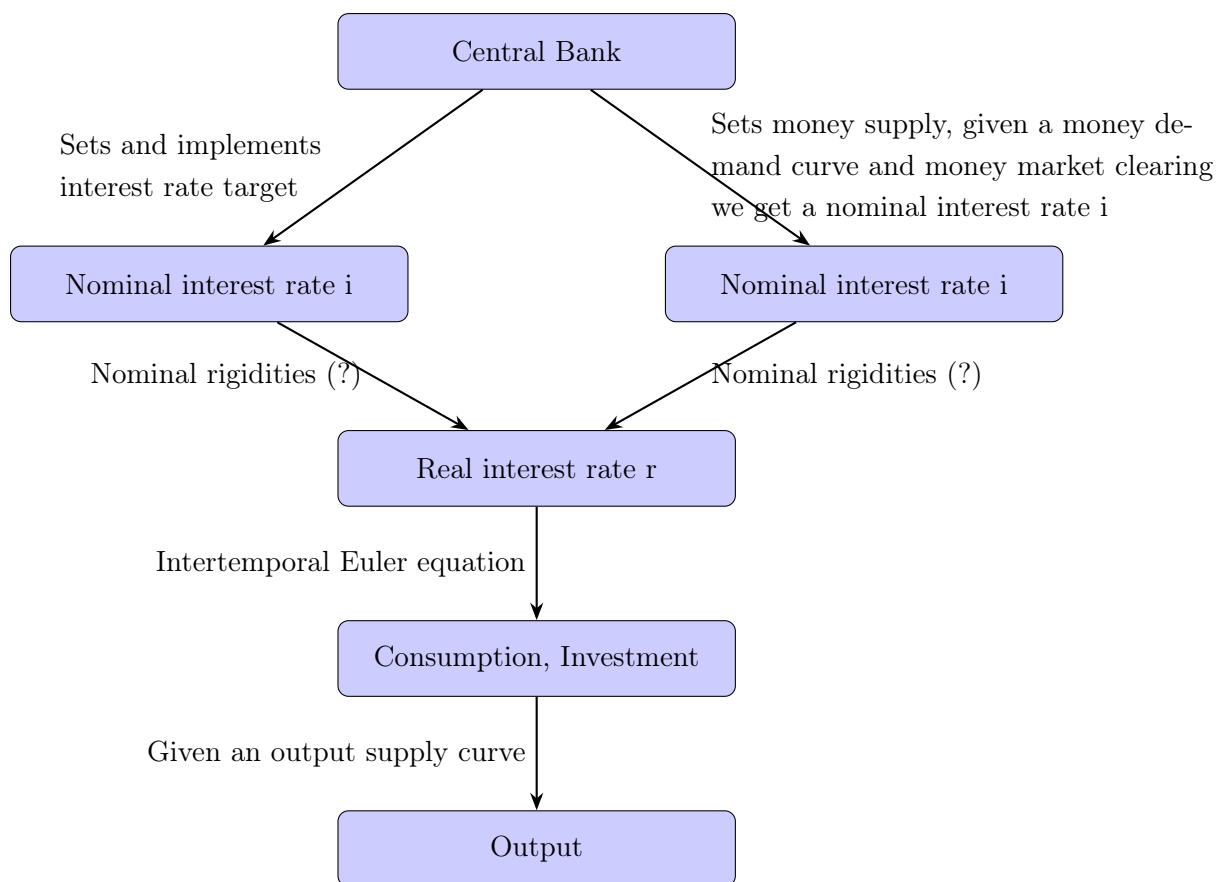 Central Bank
Sets and implements
interest rate target
Sets money supply, given a money de-
mand curve and money market clearing
we get a nominal interest rate i
Nominal interest rate i
Nominal interest rate i
Nominal rigidities (?)
Nominal rigidities (?)
Real interest rate r
Intertemporal Euler equation
Consumption, Investment
Given an output supply curve
Output